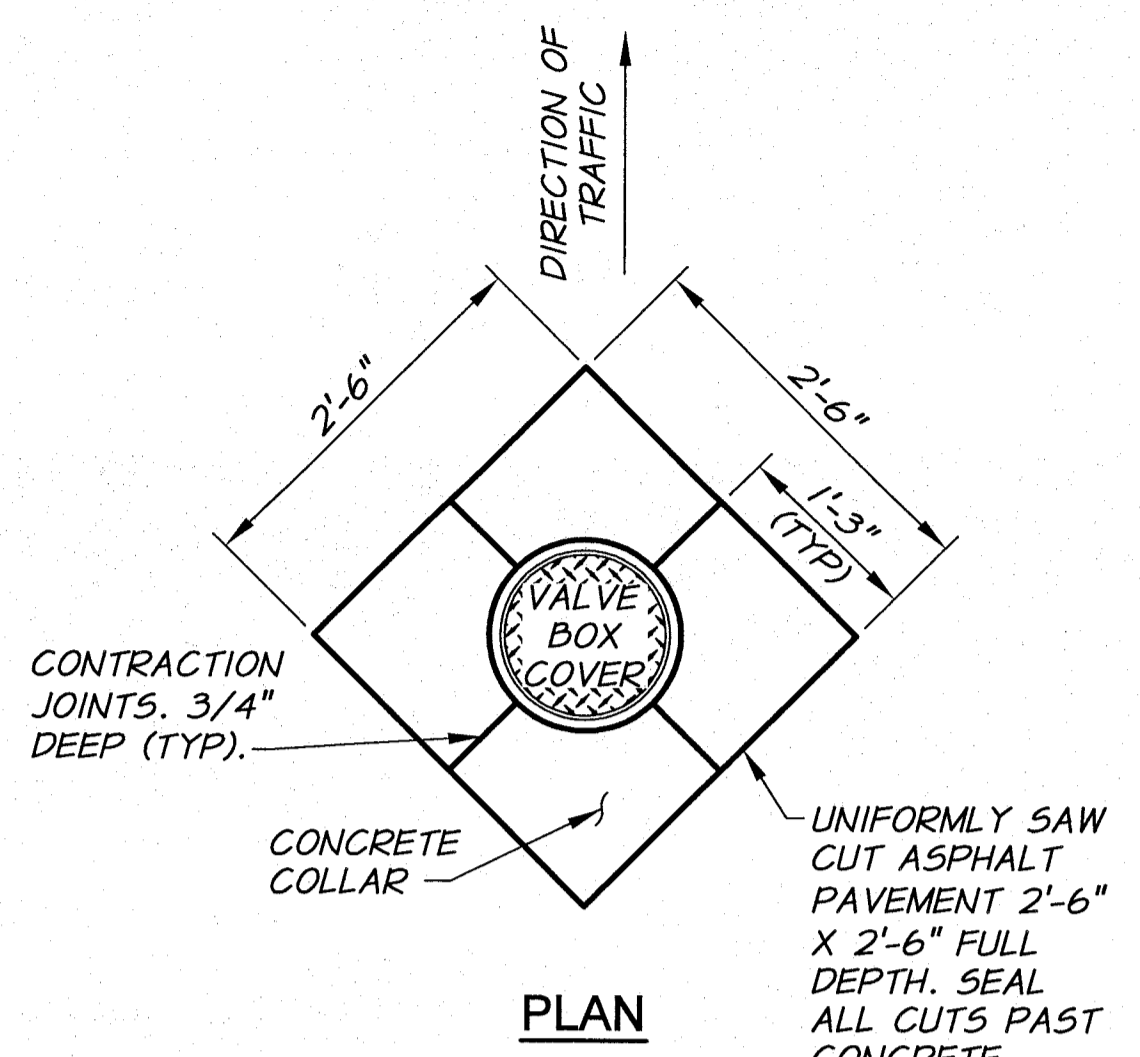 DIRECTION OF
TRAFFIC
2'-6"
2'-6"
1'-3"
(TYP)
VALVE
BOX
COVER
CONTRACTION
JOINTS. 3/4"
DEEP (TYP).
CONCRETE
COLLAR
UNIFORMLY SAW
CUT ASPHALT
PAVEMENT 2'-6"
X 2'-6" FULL
DEPTH. SEAL
ALL CUTS PAST
CONCRETE
PLAN